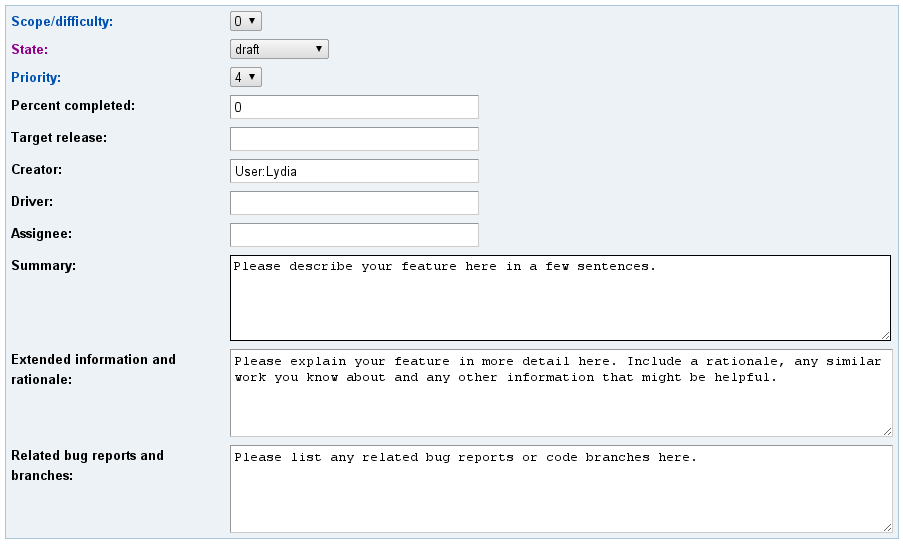 Scope/difficulty: 0
State: draft
Priority: 4
Percent completed: 0
Target release:
Creator: User:Lydia
Driver:
Assignee:
Summary: Please describe your feature here in a few sentences.
Extended information and
rationale:
Please explain your feature in more detail here. Include a rationale, any similar
work you know about and any other information that might be helpful.
Related bug reports and
branches:
Please list any related bug reports or code branches here.